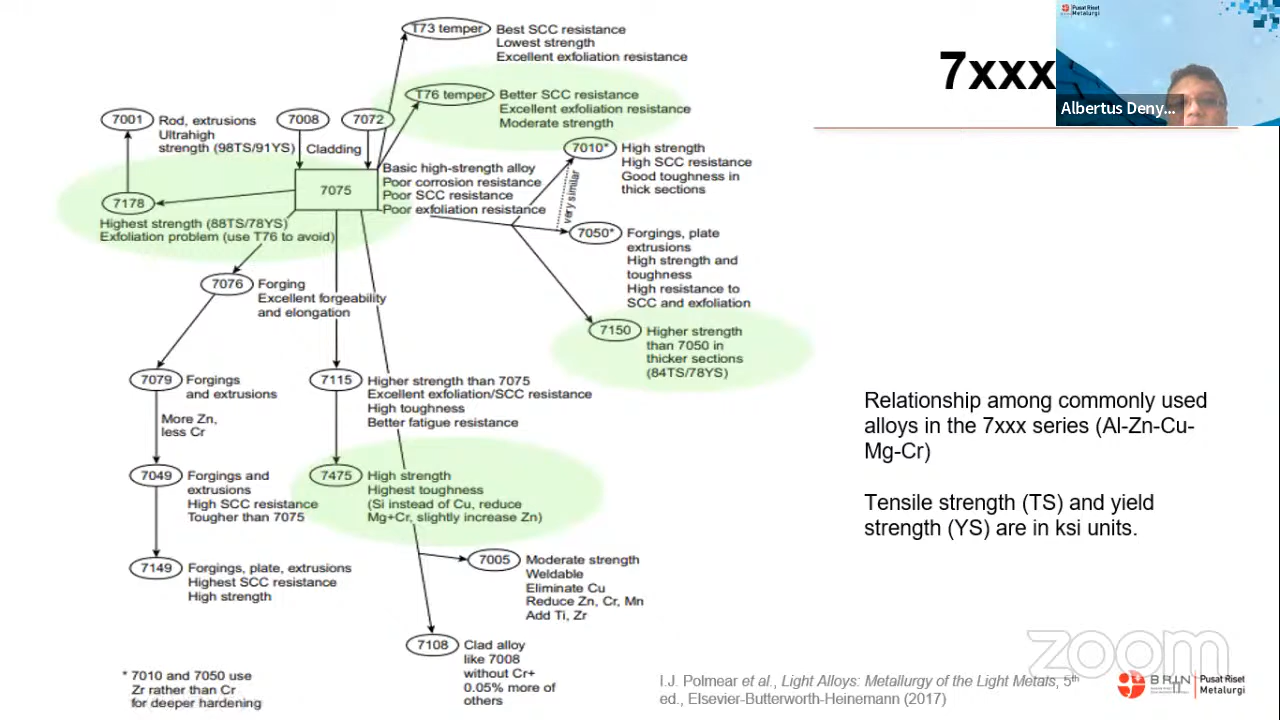 T73 temper
Best SCC resistance
Lowest strength
Excellent exfoliation resistance
T76 temper
Better SCC resistance
Excellent exfoliation resistance
Moderate strength
7xxx
Pusat Riset
Metalurgi
Albertus Deny...
7001
Rod, extrusions
Ultrahigh
strength (98TS/91YS)
7008
7072
Cladding
7010*
High strength
High SCC resistance
Good toughness in
thick sections
7075
Basic high-strength alloy
Poor corrosion resistance
Poor SCC resistance
Poor exfoliation resistance
very similar
7178
Highest strength (88TS/78YS)
Exfoliation problem (use T76 to avoid)
7050*
Forgings, plate
extrusions
High strength and
toughness
High resistance to
SCC and exfoliation
7076
Forging
Excellent forgeability
and elongation
7150
Higher strength
than 7050 in
thicker sections
(84TS/78YS)
7079
Forgings
and extrusions
7115
Higher strength than 7075
Excellent exfoliation/SCC resistance
High toughness
Better fatigue resistance
More Zn,
less Cr
7049
Forgings and
extrusions
High SCC resistance
Tougher than 7075
7475
High strength
Highest toughness
(Si instead of Cu, reduce
Mg+Cr, slightly increase Zn)
7149
Forgings, plate, extrusions
Highest SCC resistance
High strength
7005
Moderate strength
Weldable
Eliminate Cu
Reduce Zn, Cr, Mn
Add Ti, Zr
7108
Clad alloy
like 7008
without Cr+
0.05% more of
others
* 7010 and 7050 use
Zr rather than Cr
for deeper hardening
Relationship among commonly used
alloys in the 7xxx series (Al-Zn-Cu-
Mg-Cr)
Tensile strength (TS) and yield
strength (YS) are in ksi units.
I.J. Polmear et al., Light Alloys: Metallurgy of the Light Metals, 5th
ed., Elsevier-Butterworth-Heinemann (2017)
zoom
BRIN
Pusat Riset
Metalurgi